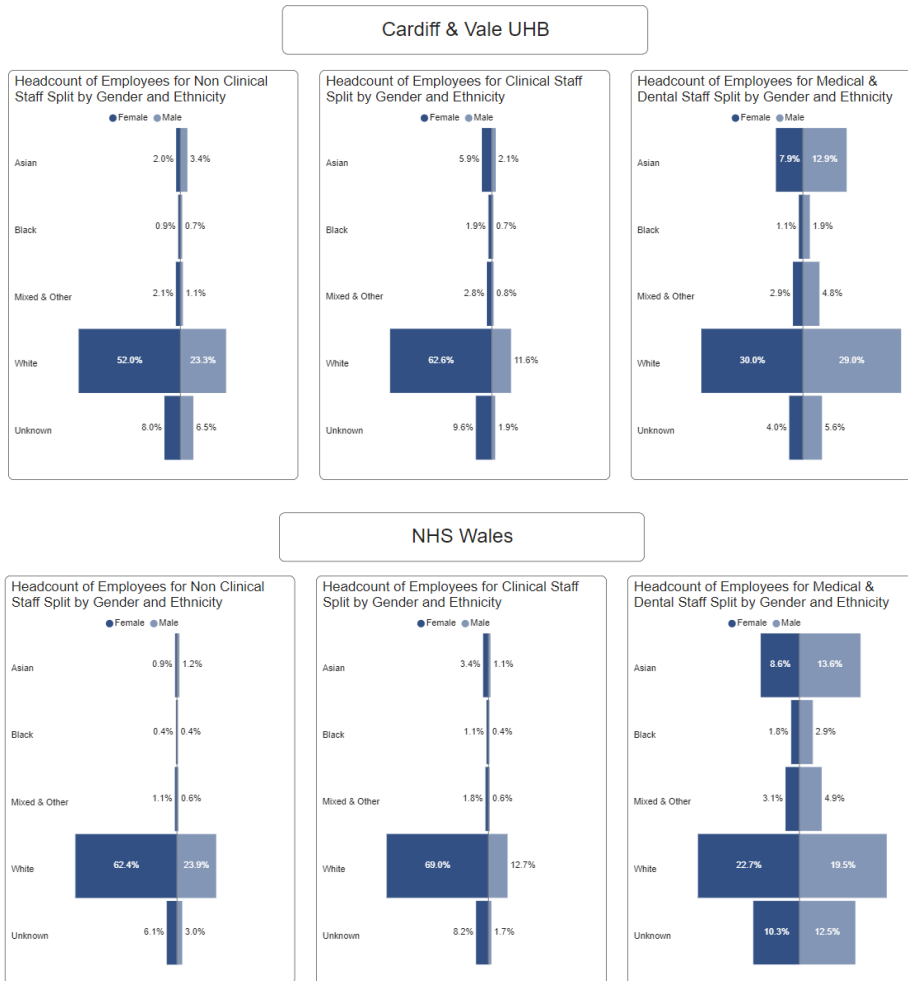 Cardiff & Vale UHB
Headcount of Employees for Non Clinical
Staff Split by Gender and Ethnicity
Female Male
Asian 2.0% 3.4%
Black 0.9% 0.7%
Mixed & Other 2.1% 1.1%
White 52.0% 23.3%
Unknown 8.0% 6.5%
Headcount of Employees for Clinical Staff
Split by Gender and Ethnicity
Female Male
Asian 5.9% 2.1%
Black 1.9% 0.7%
Mixed & Other 2.8% 0.8%
White 62.6% 11.6%
Unknown 9.6% 1.9%
Headcount of Employees for Medical &
Dental Staff Split by Gender and Ethnicity
Female Male
Asian 7.9% 12.9%
Black 1.1% 1.9%
Mixed & Other 2.9% 4.8%
White 30.0% 29.0%
Unknown 4.0% 5.6%
NHS Wales
Headcount of Employees for Non Clinical
Staff Split by Gender and Ethnicity
Female Male
Asian 0.9% 1.2%
Black 0.4% 0.4%
Mixed & Other 1.1% 0.6%
White 62.4% 23.9%
Unknown 6.1% 3.0%
Headcount of Employees for Clinical Staff
Split by Gender and Ethnicity
Female Male
Asian 3.4% 1.1%
Black 1.1% 0.4%
Mixed & Other 1.8% 0.6%
White 69.0% 12.7%
Unknown 8.2% 1.7%
Headcount of Employees for Medical &
Dental Staff Split by Gender and Ethnicity
Female Male
Asian 8.6% 13.6%
Black 1.8% 2.9%
Mixed & Other 3.1% 4.9%
White 22.7% 19.5%
Unknown 10.3% 12.5%